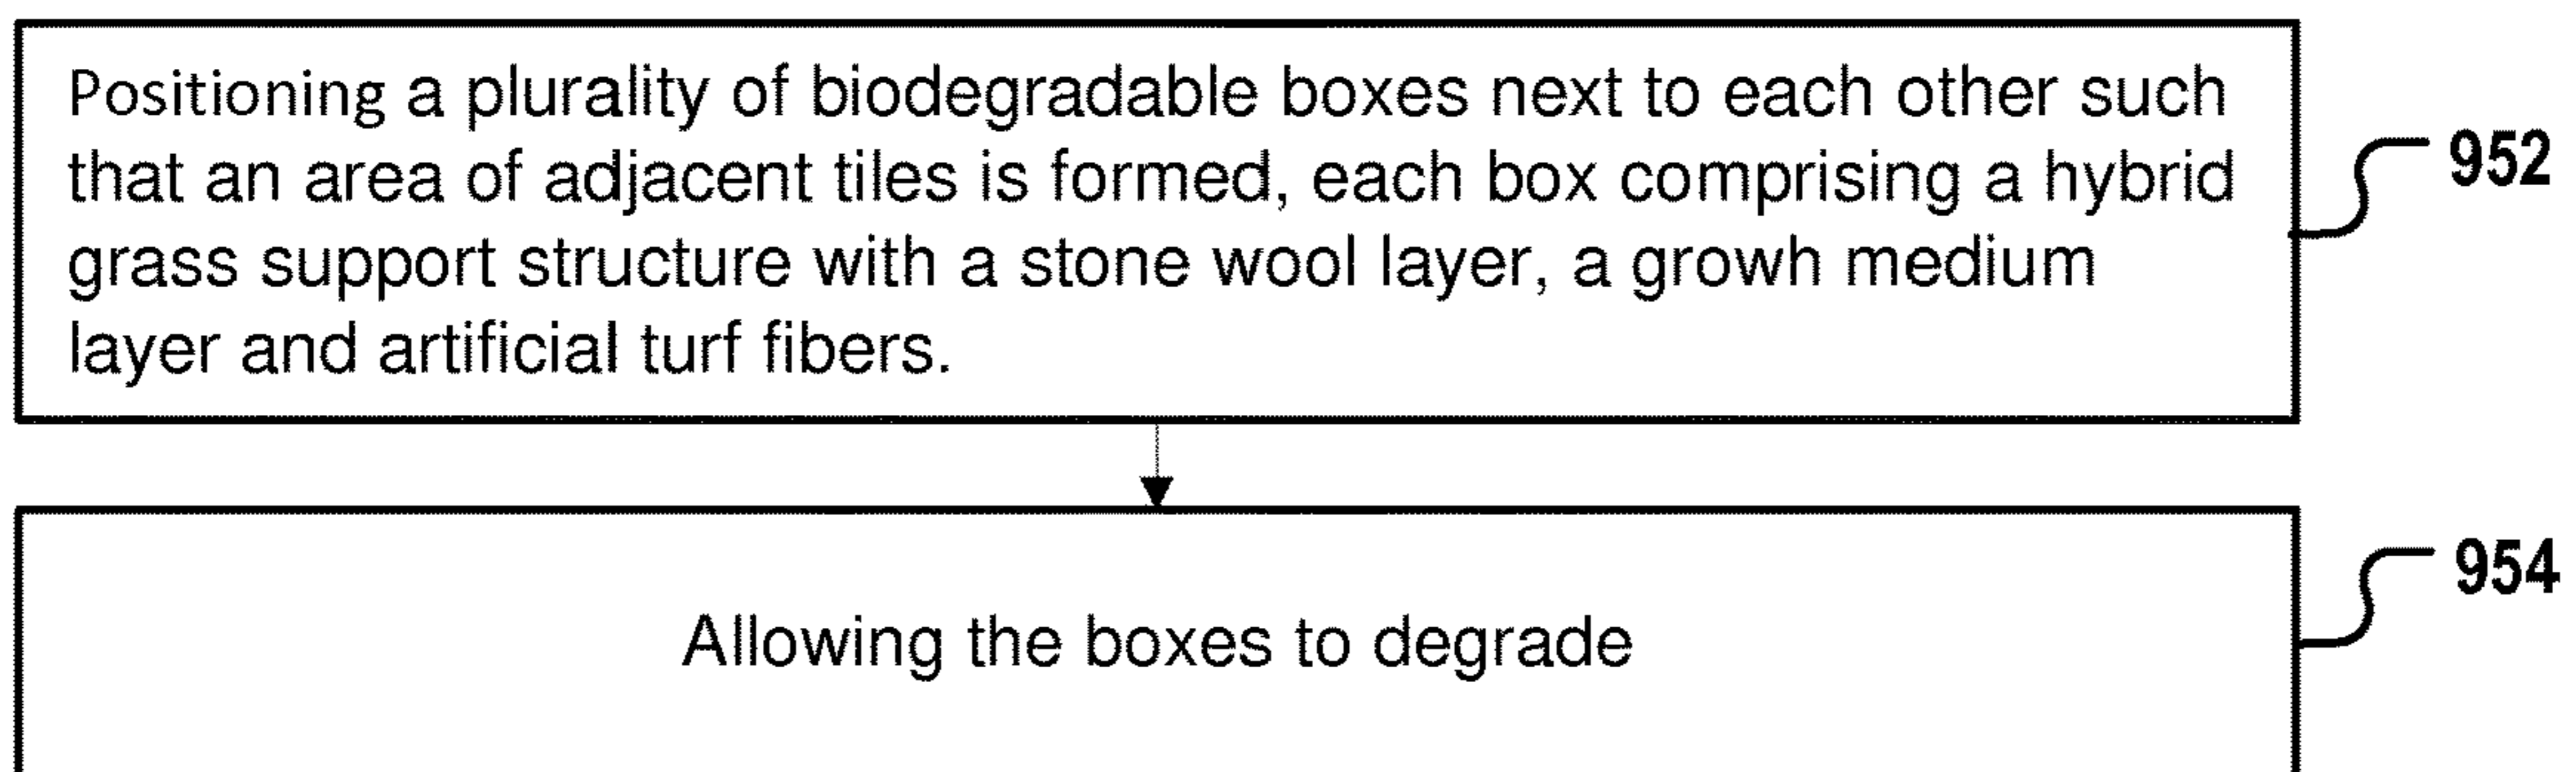 Positioning a plurality of biodegradable boxes next to each other such
that an area of adjacent tiles is formed, each box comprising a hybrid
grass support structure with a stone wool layer, a growh medium
layer and artificial turf fibers.
952
Allowing the boxes to degrade
954